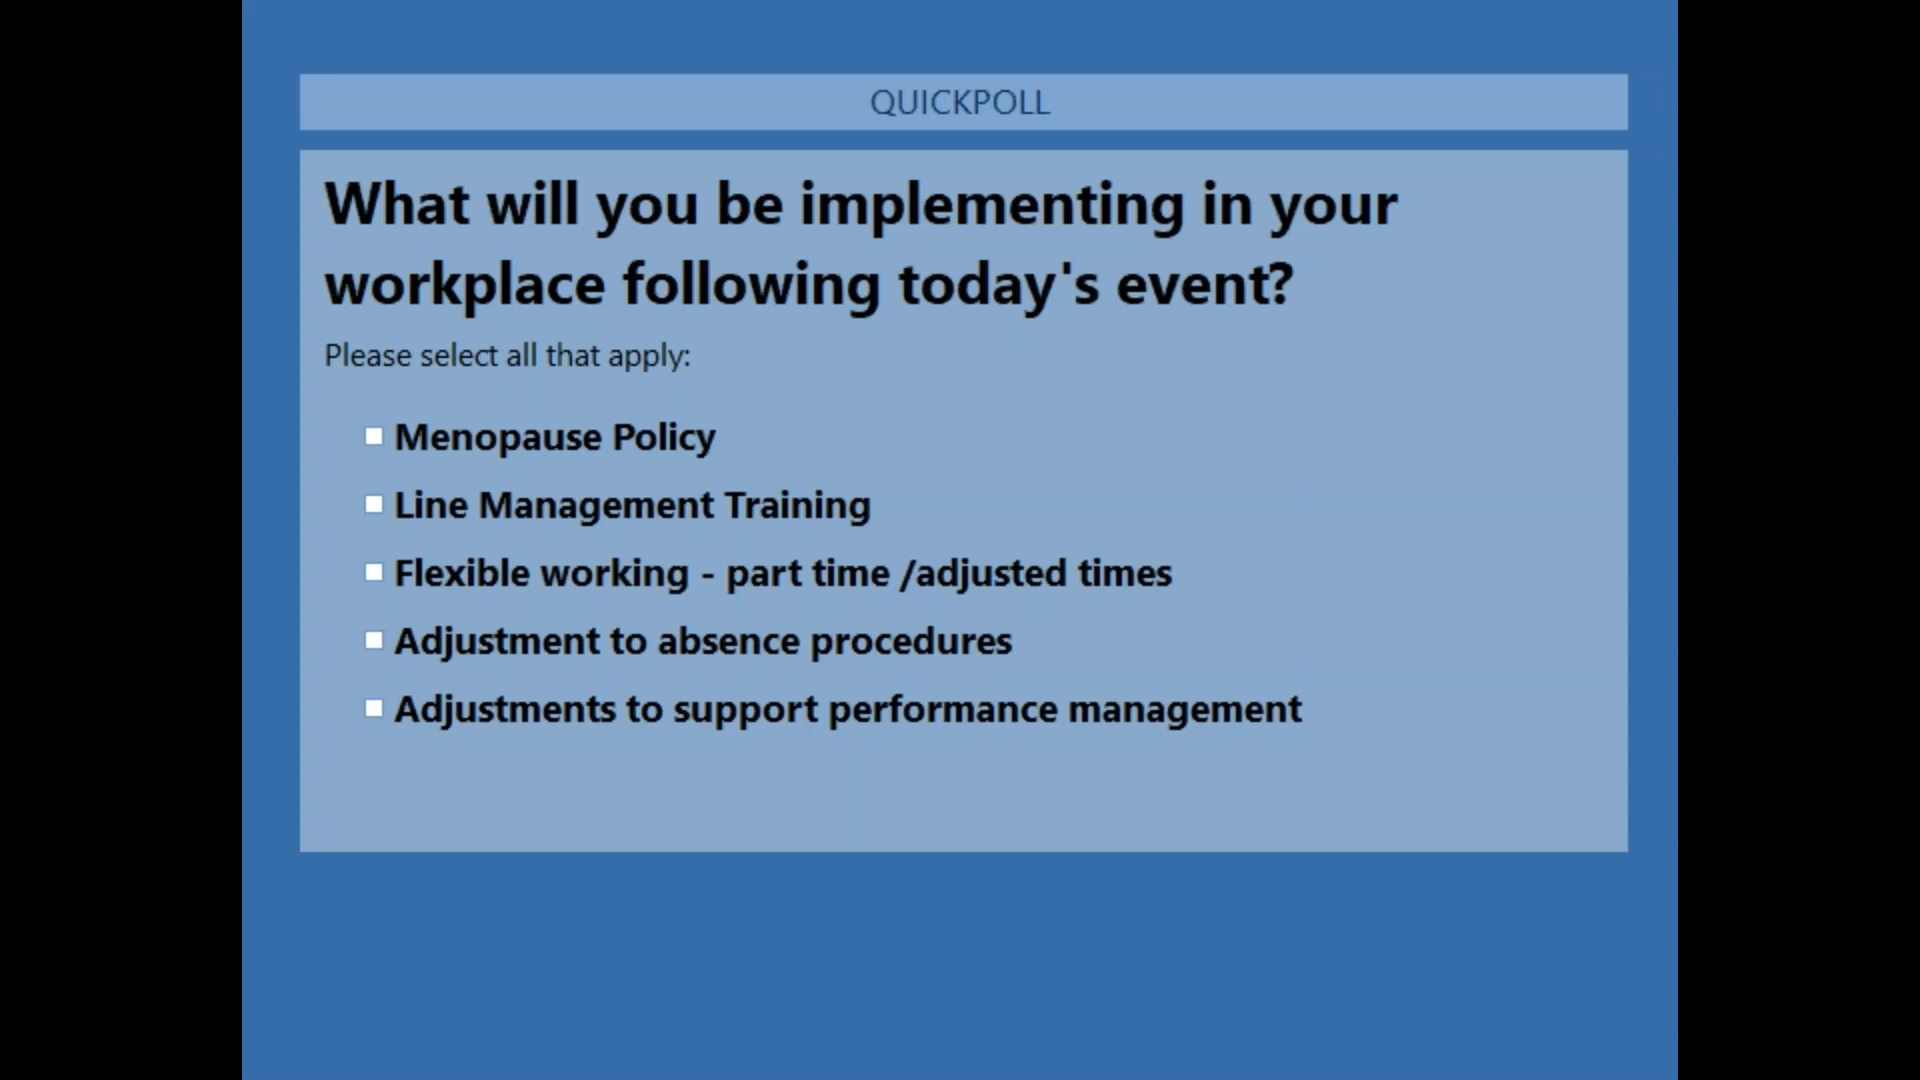 QUICKPOLL
What will you be implementing in your
workplace following today's event?
Please select all that apply:
Menopause Policy
Line Management Training
Flexible working - part time /adjusted times
Adjustment to absence procedures
Adjustments to support performance management